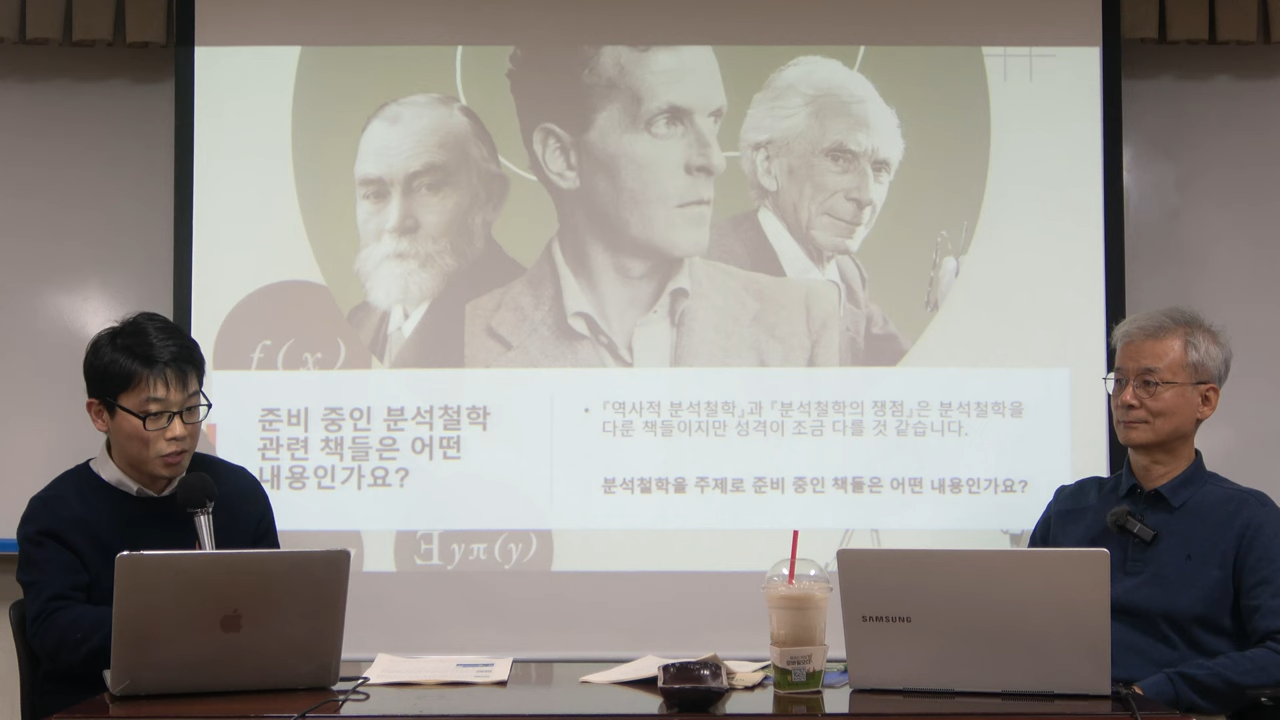 f(x)
준비 중인 분석철학
관련 책들은 어떤
내용인가요?
• 『역사적 분석철학』과 『분석철학의 쟁점』은 분석철학을
다룬 책들이지만 성격이 조금 다를 것 같습니다.
분석철학을 주제로 준비 중인 책들은 어떤 내용인가요?
∃yπ(y)
SAMSUNG